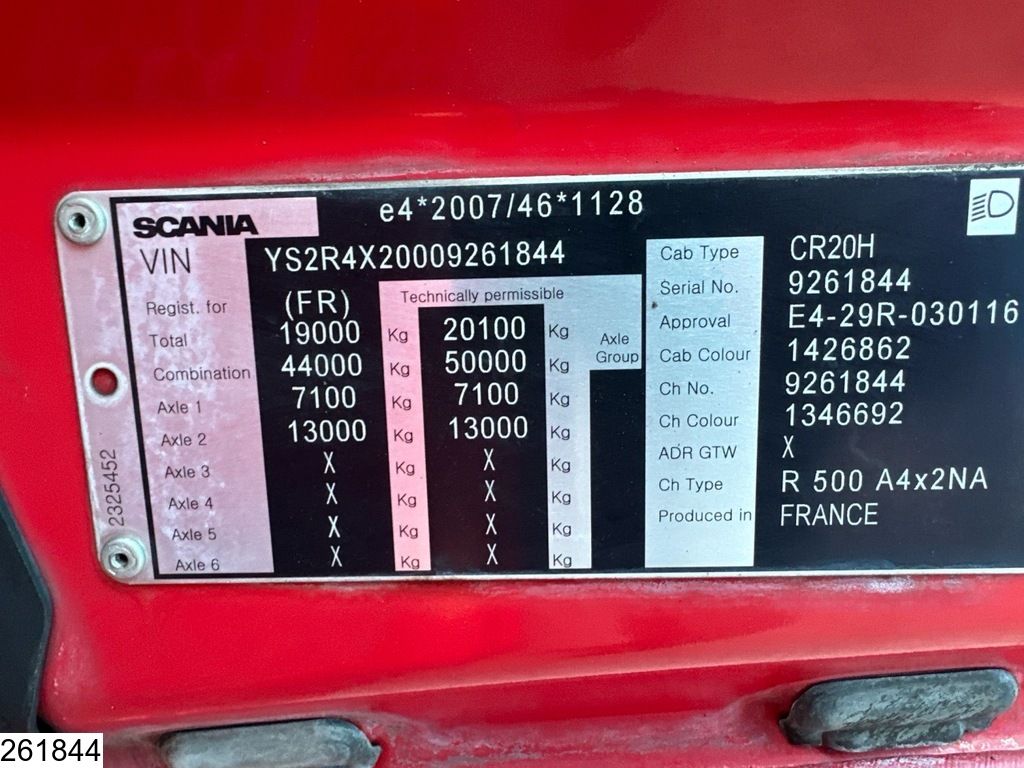 e4*2007/46*1128
SCANIA
VIN YS2R4X20009261844
Regist. for (FR) Technically permissible
Total 19000 Kg 20100 Kg Axle Group
Combination 44000 Kg 50000 Kg
Axle 1 7100 Kg 7100 Kg
Axle 2 13000 Kg 13000 Kg
Axle 3 X Kg X Kg
Axle 4 X Kg X Kg
Axle 5 X Kg X Kg
Axle 6 X Kg X Kg
Cab Type CR20H
Serial No. 9261844
Approval E4-29R-030116
Cab Colour 1426862
Ch No. 9261844
Ch Colour 1346692
ADR GTW X
Ch Type R 500 A4x2NA
Produced in FRANCE
2325452
261844